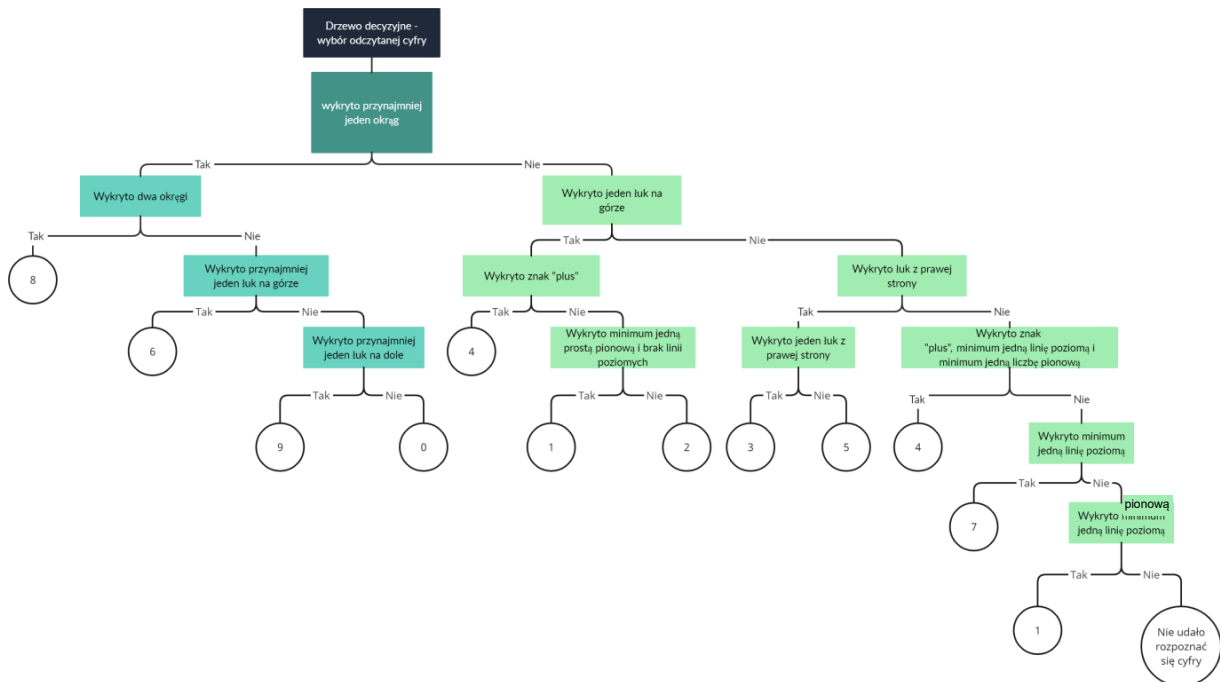 Drzewo decyzyjne -
wybór odczytanej cyfry
wykryto przynajmniej
jeden okrąg
Tak
Nie
Wykryto dwa okręgi
Wykryto jeden łuk na
górze
Tak
Nie
Tak
Nie
8
Wykryto przynajmniej
jeden łuk na górze
Wykryto znak "plus"
Wykryto łuk z prawej
strony
Tak
Nie
Tak
Nie
Tak
Nie
6
Wykryto przynajmniej
jeden łuk na dole
4
Wykryto minimum jedną
prostą pionową i brak linii
poziomych
Wykryto jeden łuk z
prawej strony
Wykryto znak
"plus", minimum jedną linię poziomą i
minimum jedną liczbę pionową
Tak
Nie
Tak
Nie
Tak
Nie
Tak
Nie
9
0
1
2
3
5
4
Wykryto minimum
jedną linię poziomą
Tak
Nie
7
pionową
Wykryto minimum
jedną linię poziomą
Tak
Nie
1
Nie udało
rozpoznać
się cyfry